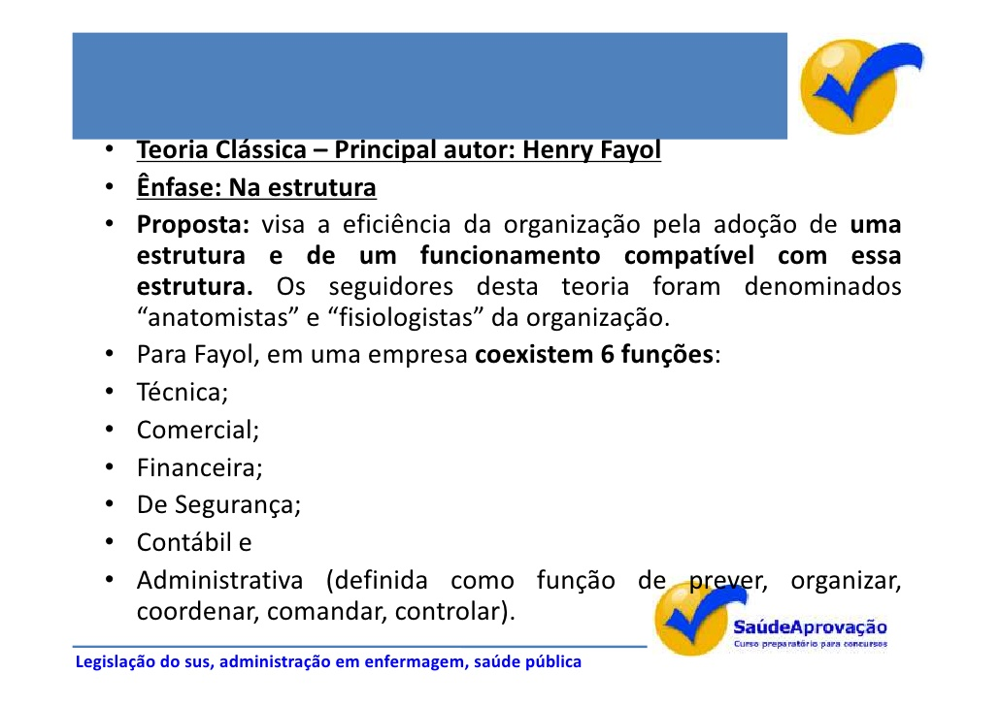 • Teoria Clássica – Principal autor: Henry Fayol
• Ênfase: Na estrutura
• Proposta: visa a eficiência da organização pela adoção de uma
estrutura e de um funcionamento compatível com essa
estrutura. Os seguidores desta teoria foram denominados
“anatomistas” e “fisiologistas” da organização.
• Para Fayol, em uma empresa coexistem 6 funções:
• Técnica;
• Comercial;
• Financeira;
• De Segurança;
• Contábil e
• Administrativa (definida como função de prever, organizar,
coordenar, comandar, controlar).
SaúdeAprovação
Curso preparatório para concursos
Legislação do sus, administração em enfermagem, saúde pública